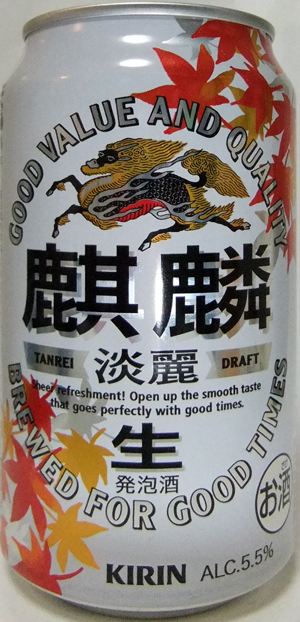 GOOD VALUE AND QUALITY
麒麟
TANREI 淡麗 DRAFT
Sheer refreshment! Open up the smooth taste
that goes perfectly with good times.
生
発泡酒
BREWED FOR GOOD TIMES
お酒
KIRIN ALC.5.5%